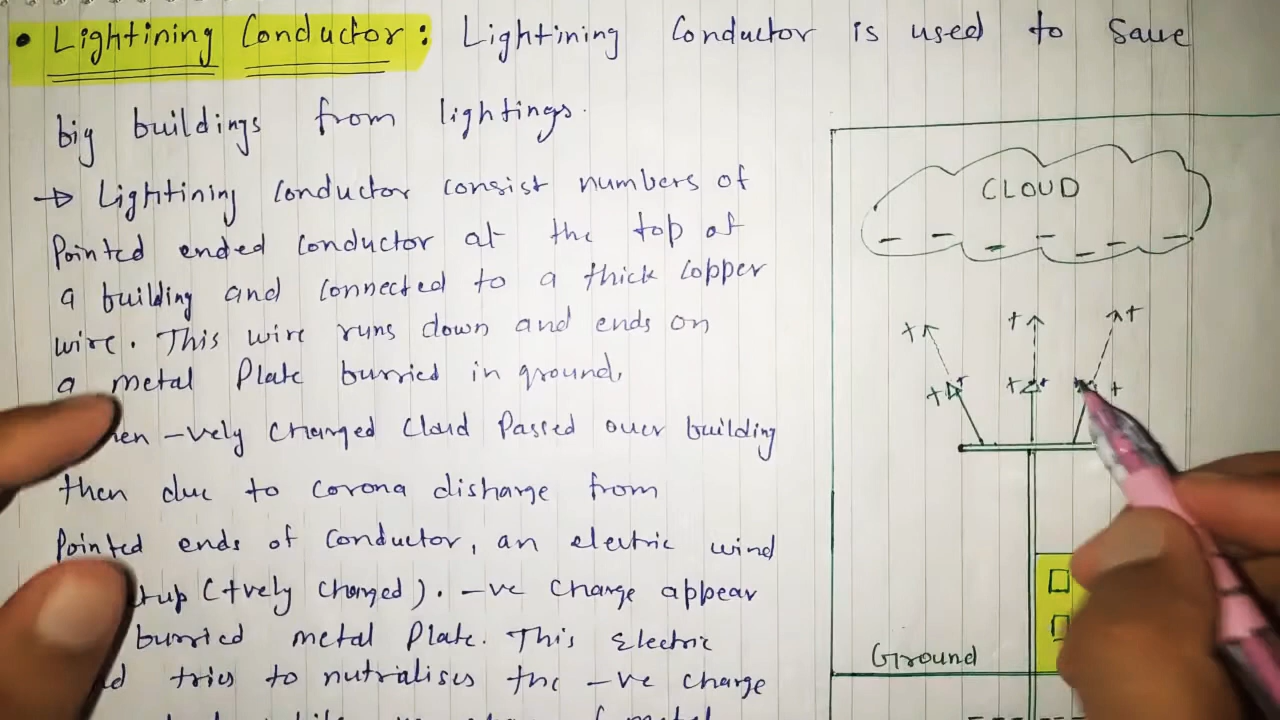 • Lightining Conductor : Lightining Conductor is used to save
big buildings from lightings.
→ Lightining Conductor consist numbers of
Pointed ended conductor at the top of
a building and connected to a thick copper
wire. This wire runs down and ends on
a metal Plate burried in ground.
-vely charged cloud Passed over building
then due to corona disharge from
Pointed ends of conductor, an electric wind
(+vely charged). -ve charge appear
burried metal Plate. This Electric
tries to nutralises the -ve charge
metal
CLOUD
- - - - - - -
+ + +
+ + + + +
Ground